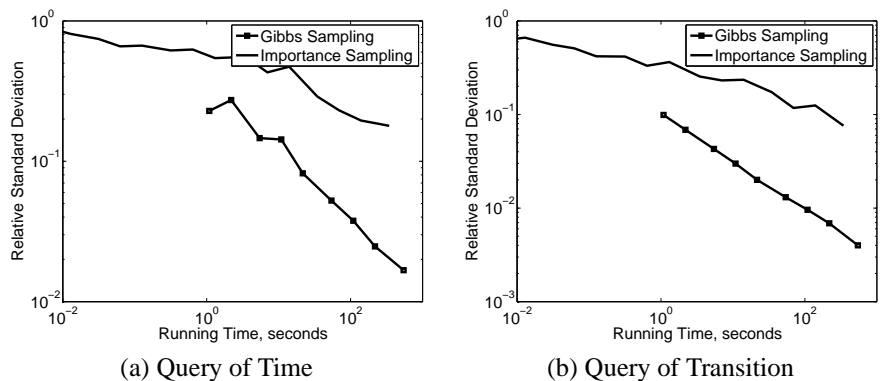 10^0
10^-1
10^-2
Relative Standard Deviation
Gibbs Sampling
Importance Sampling
10^-2
10^0
10^2
Running Time, seconds
(a) Query of Time
10^0
10^-1
10^-2
10^-3
Relative Standard Deviation
Gibbs Sampling
Importance Sampling
10^-2
10^0
10^2
Running Time, seconds
(b) Query of Transition